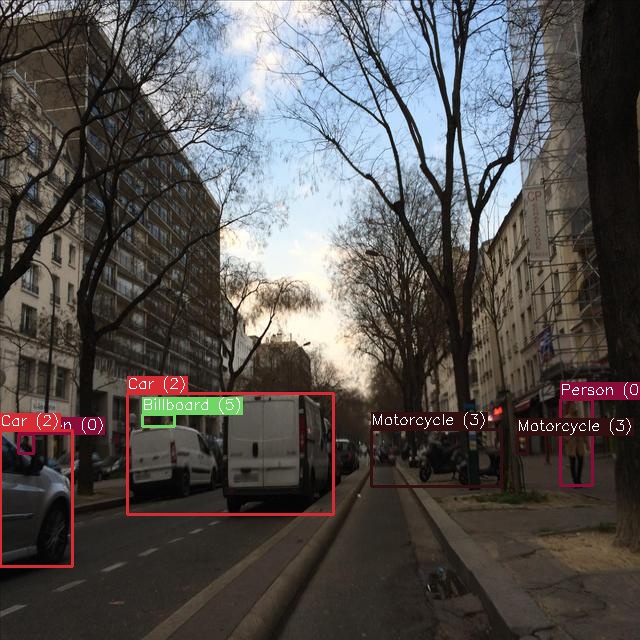 Car (2)
Billboard (5)
Car (2)
n (0)
Motorcycle (3)
Person (0
Motorcycle (3)